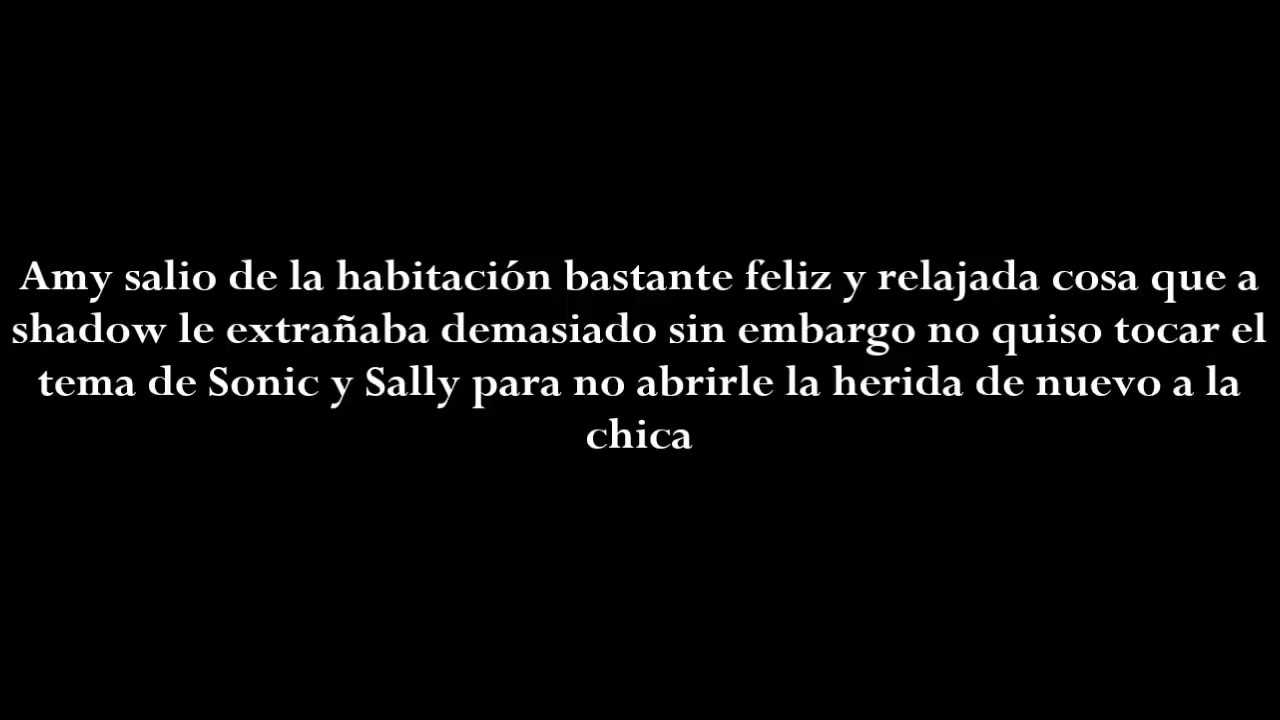 Amy salio de la habitación bastante feliz y relajada cosa que a
shadow le extrañaba demasiado sin embargo no quiso tocar el
tema de Sonic y Sally para no abrirle la herida de nuevo a la
chica